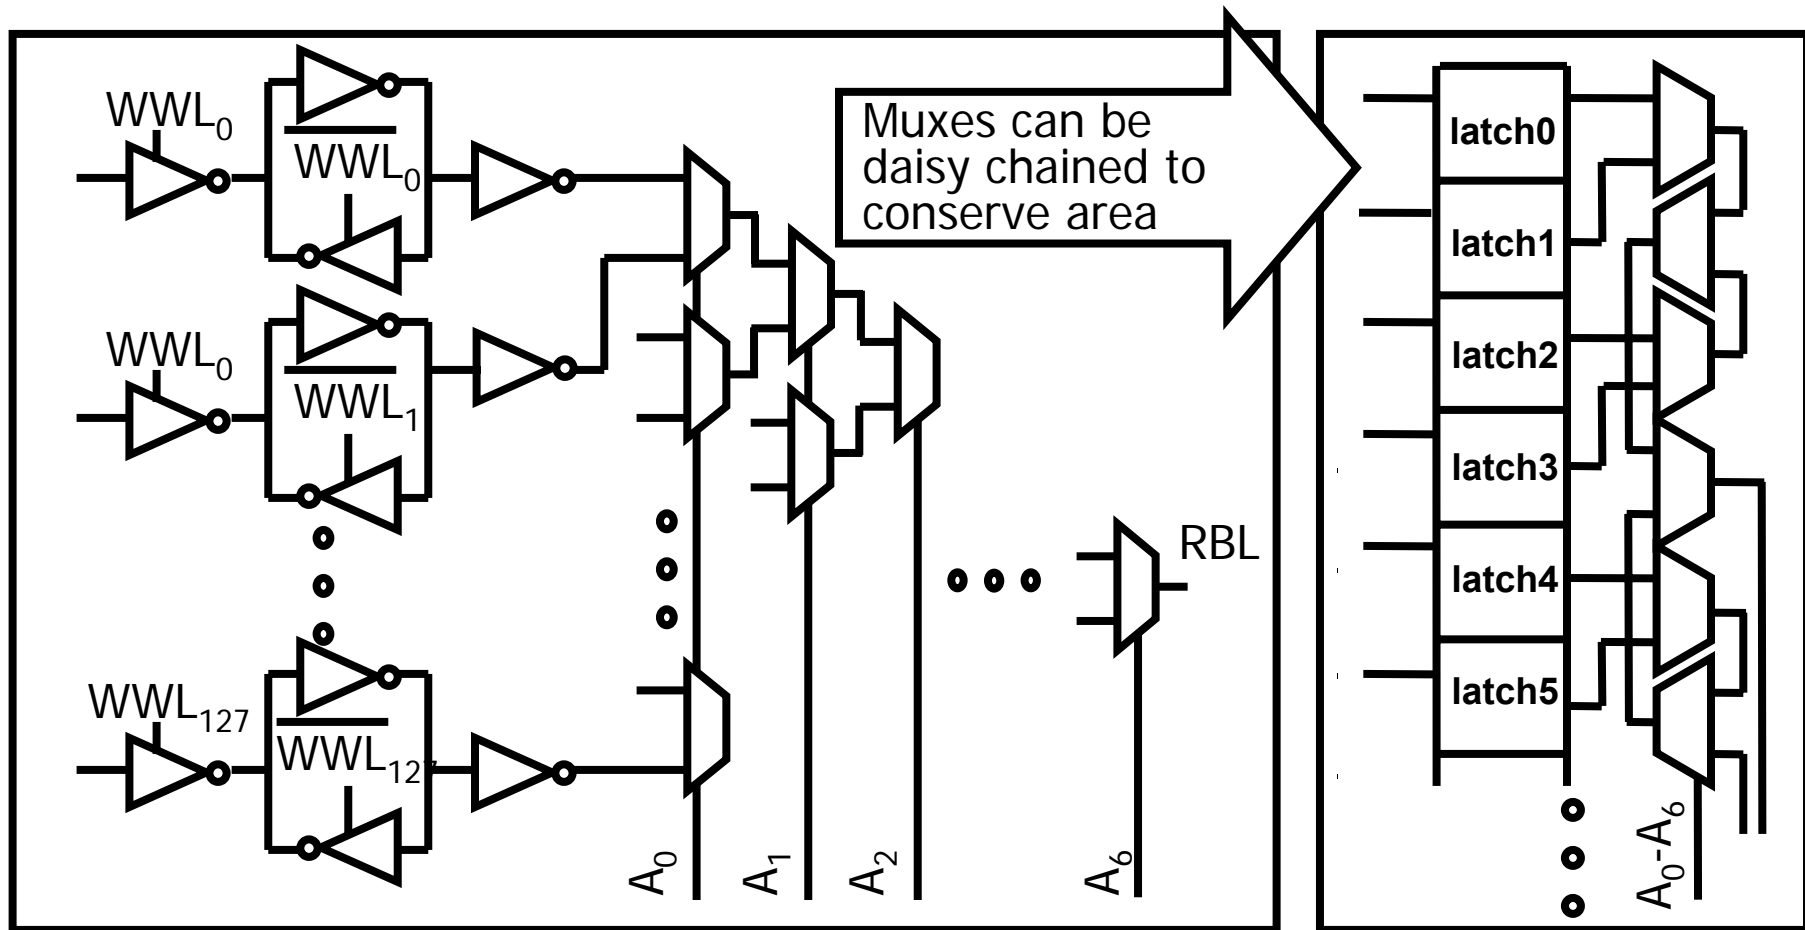 WWL0
WWL0
WWL0
WWL1
WWL127
WWL127
A0
A1
A2
A6
RBL
Muxes can be
daisy chained to
conserve area
latch0
latch1
latch2
latch3
latch4
latch5
A0-A6